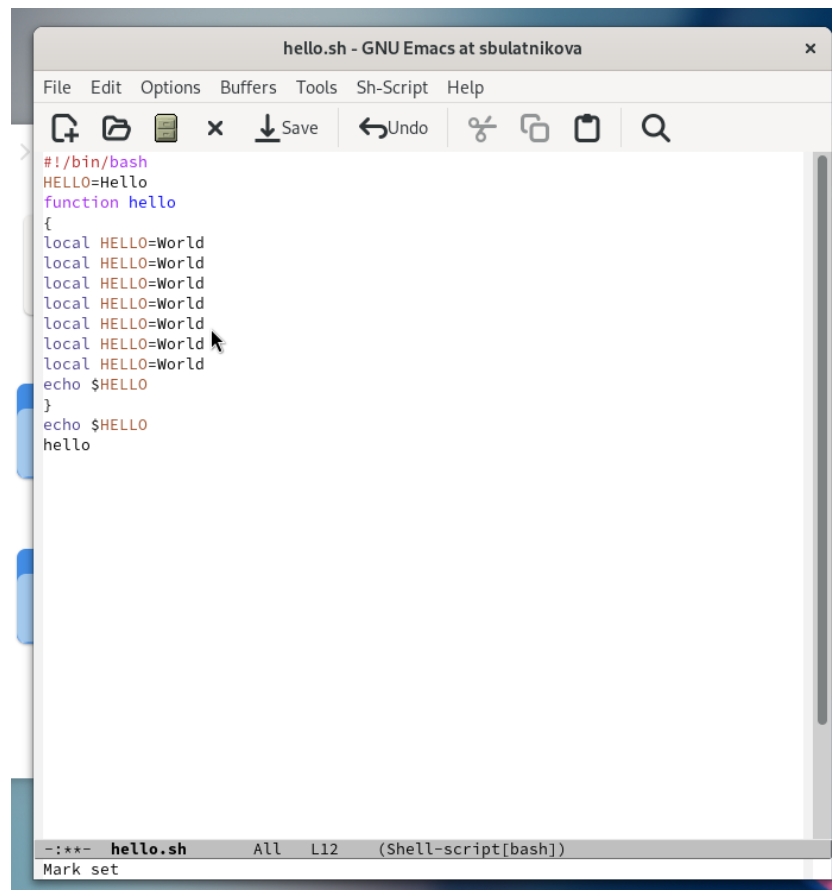 hello.sh - GNU Emacs at sbulatnikova
File Edit Options Buffers Tools Sh-Script Help
Save Undo
#!/bin/bash
HELLO=Hello
function hello
{
local HELLO=World
local HELLO=World
local HELLO=World
local HELLO=World
local HELLO=World
local HELLO=World
local HELLO=World
echo $HELLO
}
echo $HELLO
hello
-:**- hello.sh All L12 (Shell-script[bash])
Mark set